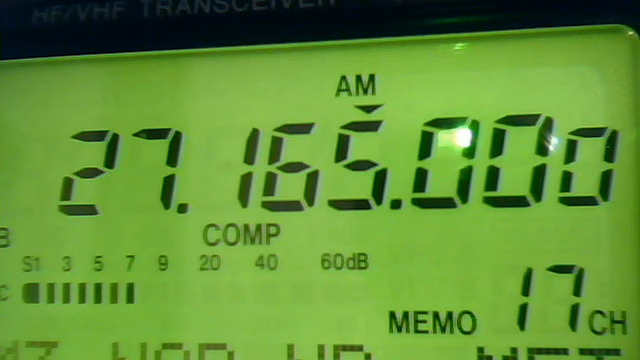 HF/VHF TRANSCEIVER
AM
27.165.000
COMP
S1 3 5 7 9 20 40 60dB
MEMO 17 CH